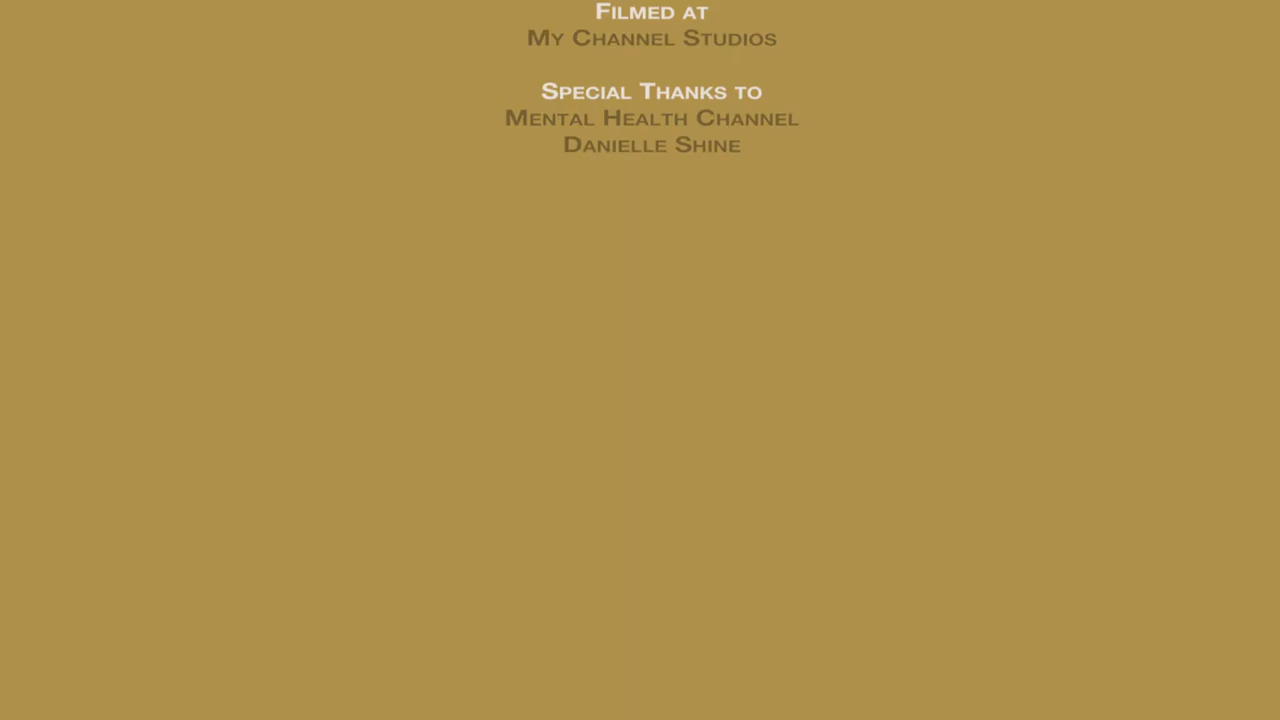 Filmed at
My Channel Studios
Special Thanks to
Mental Health Channel
Danielle Shine